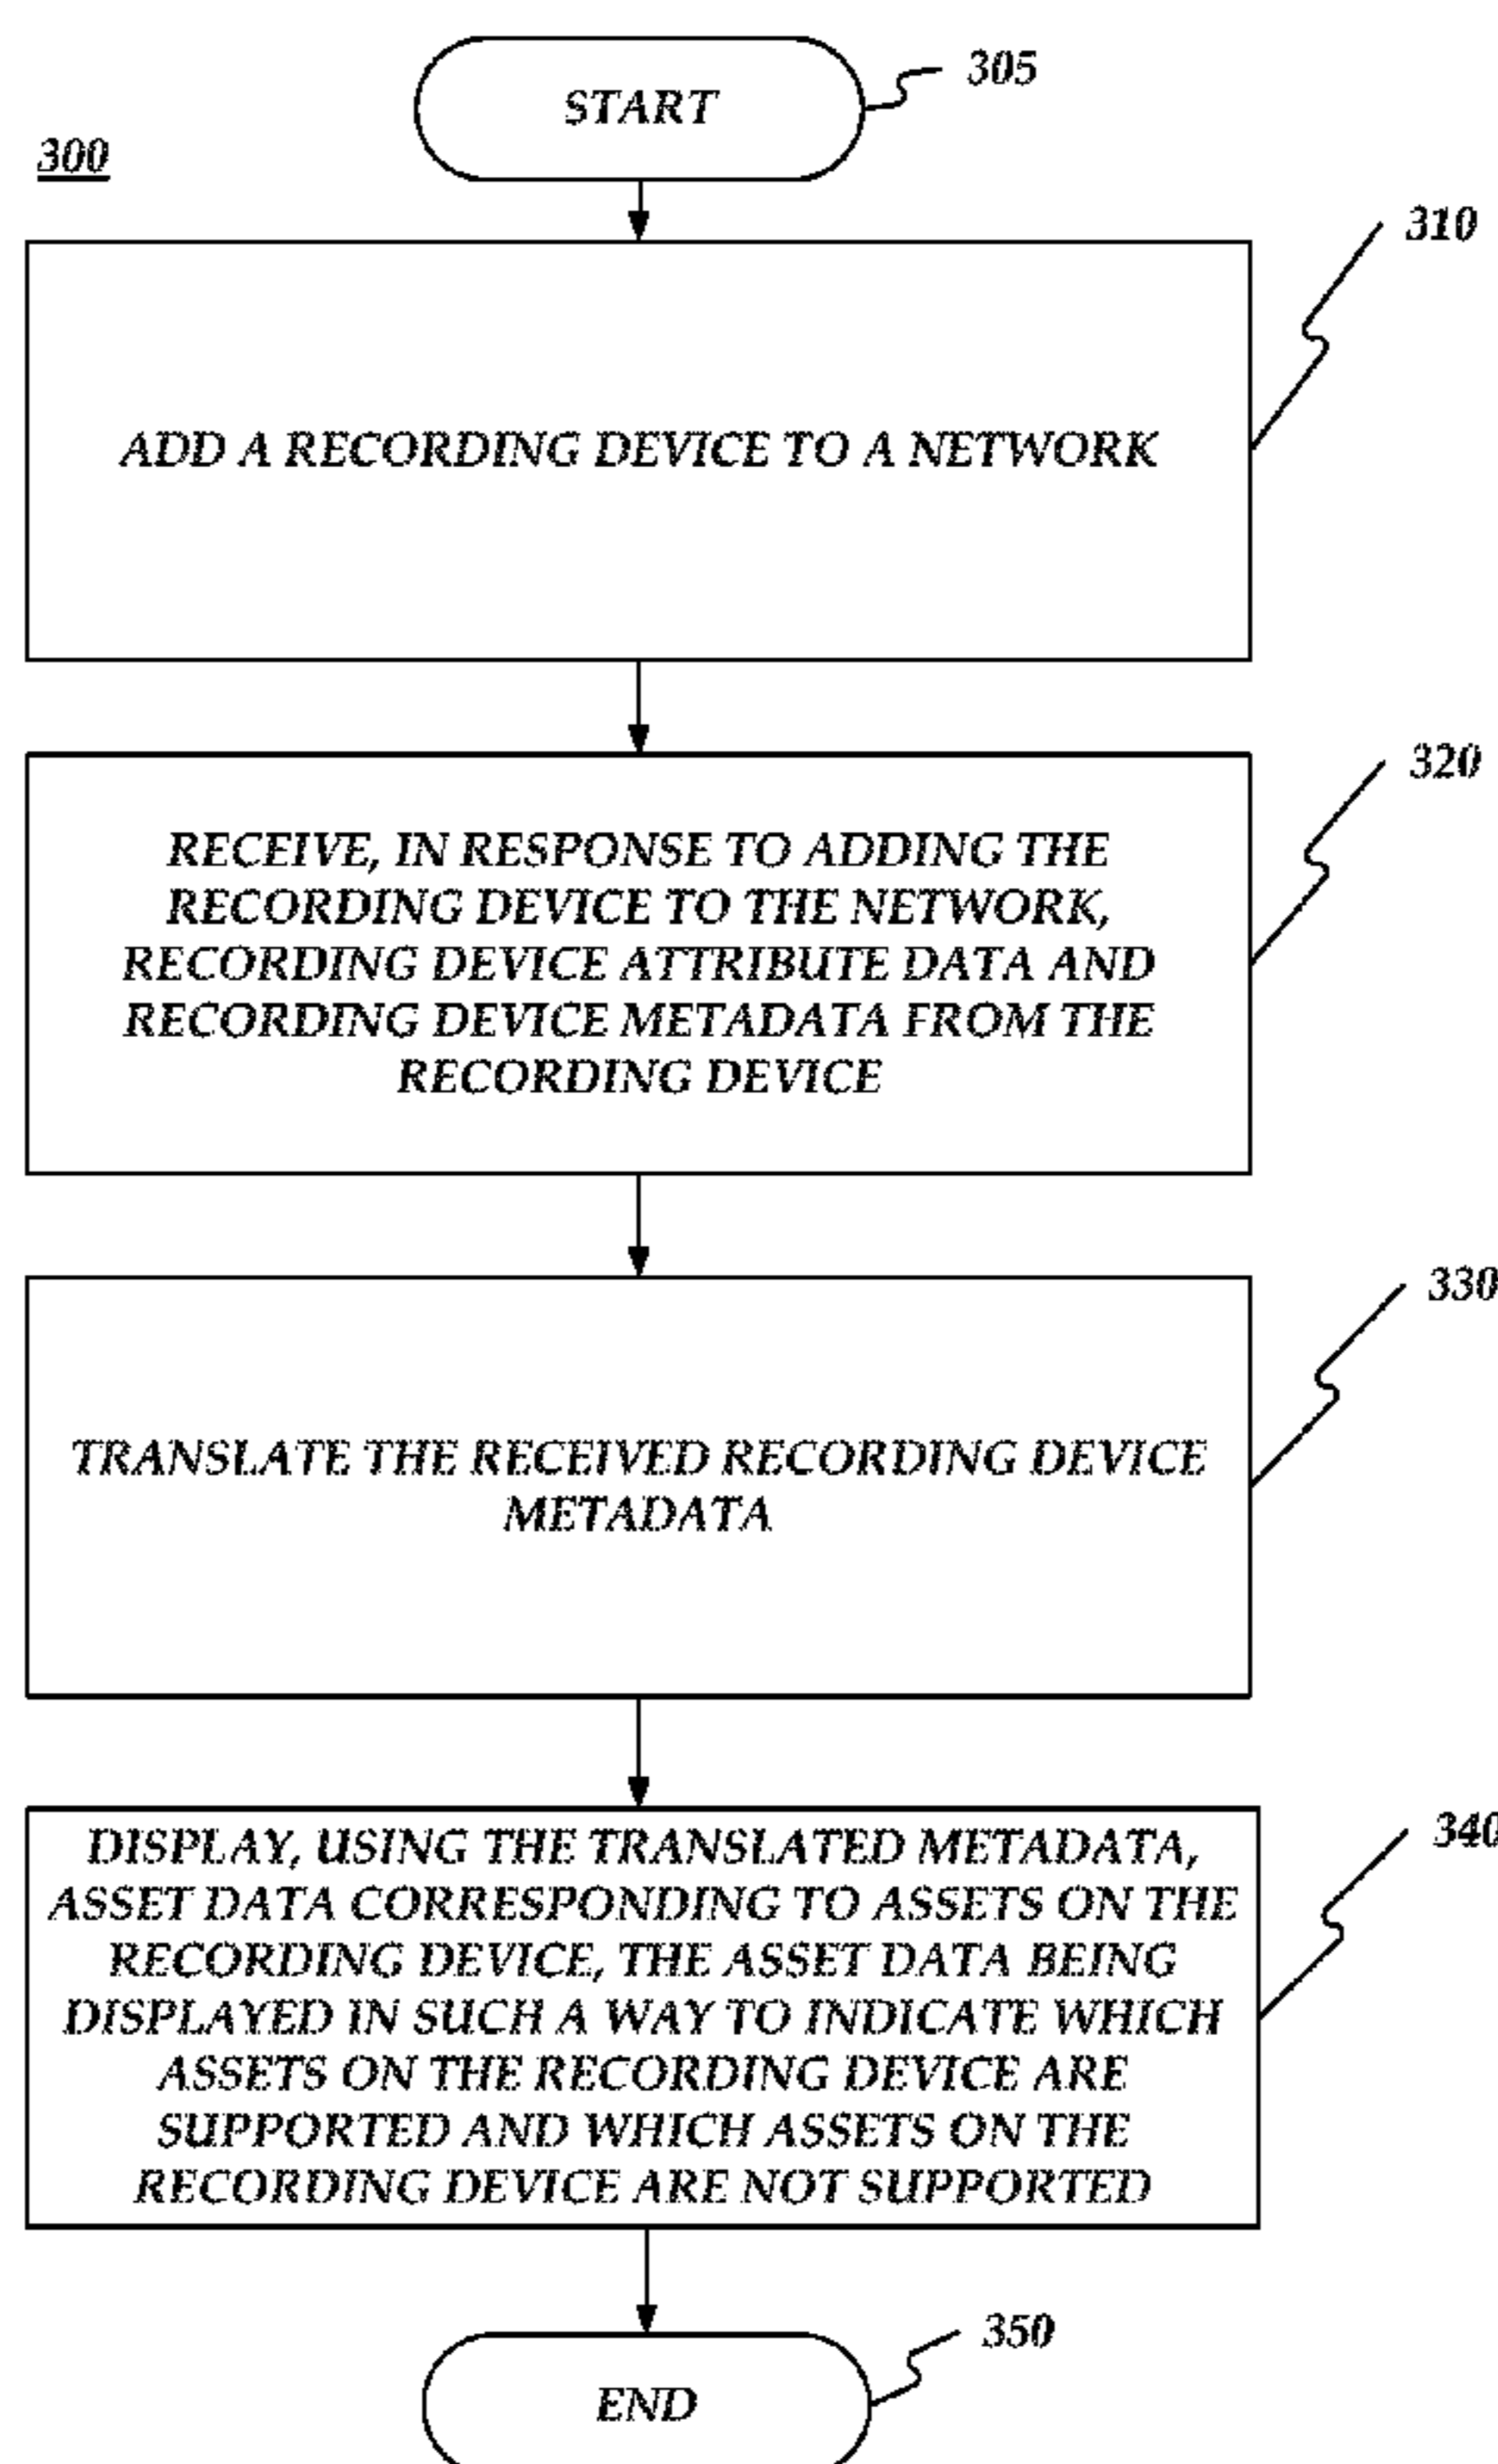 START
305
300
310
ADD A RECORDING DEVICE TO A NETWORK
320
RECEIVE, IN RESPONSE TO ADDING THE
RECORDING DEVICE TO THE NETWORK,
RECORDING DEVICE ATTRIBUTE DATA AND
RECORDING DEVICE METADATA FROM THE
RECORDING DEVICE
330
TRANSLATE THE RECEIVED RECORDING DEVICE
METADATA
340
DISPLAY, USING THE TRANSLATED METADATA,
ASSET DATA CORRESPONDING TO ASSETS ON THE
RECORDING DEVICE, THE ASSET DATA BEING
DISPLAYED IN SUCH A WAY TO INDICATE WHICH
ASSETS ON THE RECORDING DEVICE ARE
SUPPORTED AND WHICH ASSETS ON THE
RECORDING DEVICE ARE NOT SUPPORTED
350
END